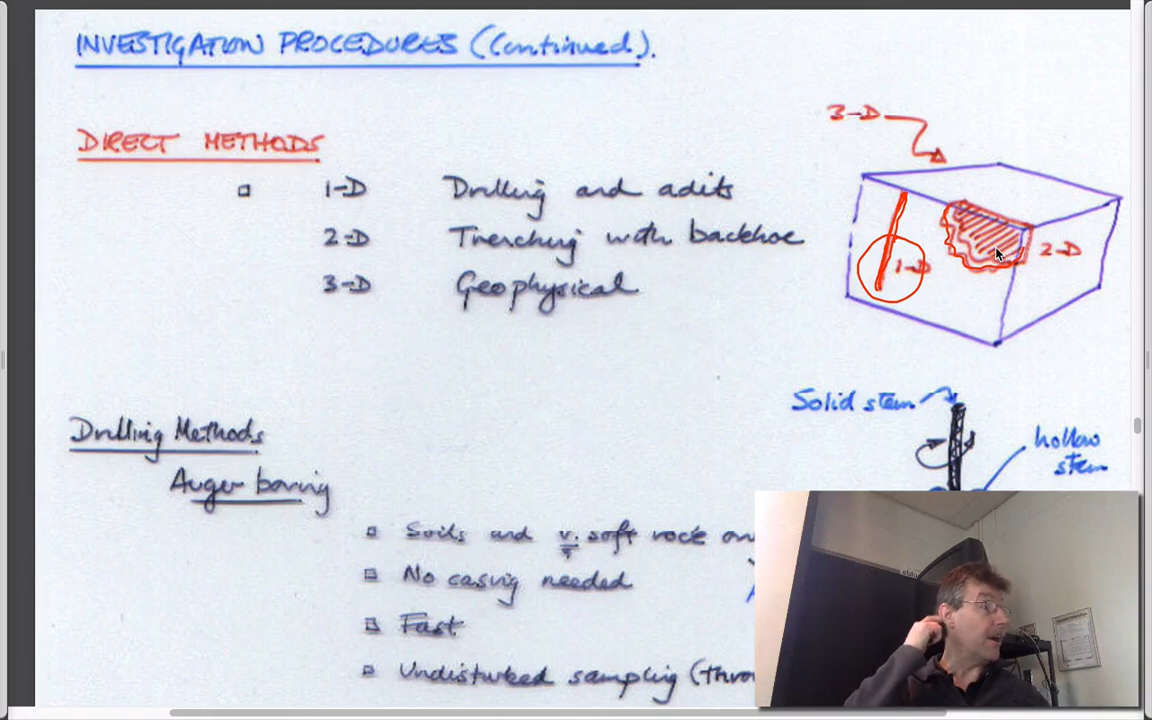 INVESTIGATION PROCEDURES (Continued).
3-D
DIRECT METHODS
1-D Drilling and adits
2-D Trenching with backhoe
3-D Geophysical
1-D
2-D
Solid stem
hollow
stem
Drilling Methods
Auger boring
Soils and v. soft rock on
No casing needed
Fast
Undisturbed sampling (thro